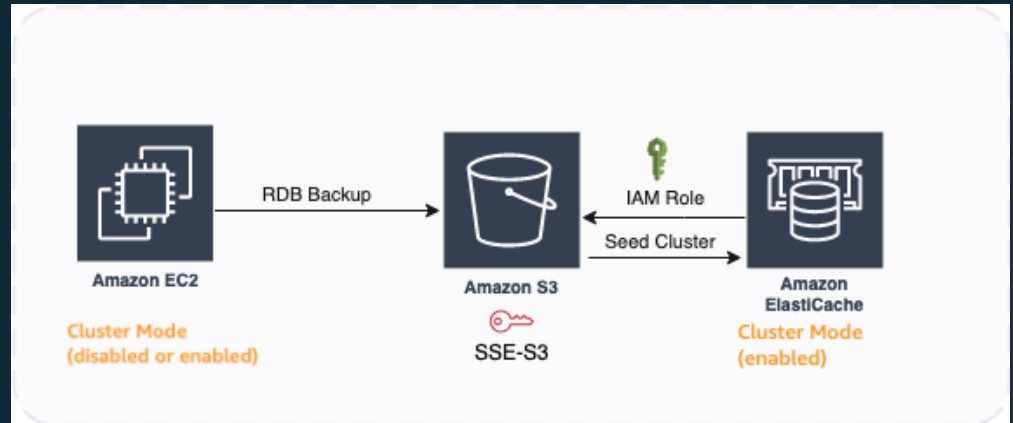 RDB Backup
IAM Role
Seed Cluster
Amazon EC2
Amazon S3
Amazon
ElastiCache
Cluster Mode
(disabled or enabled)
SSE-S3
Cluster Mode
(enabled)